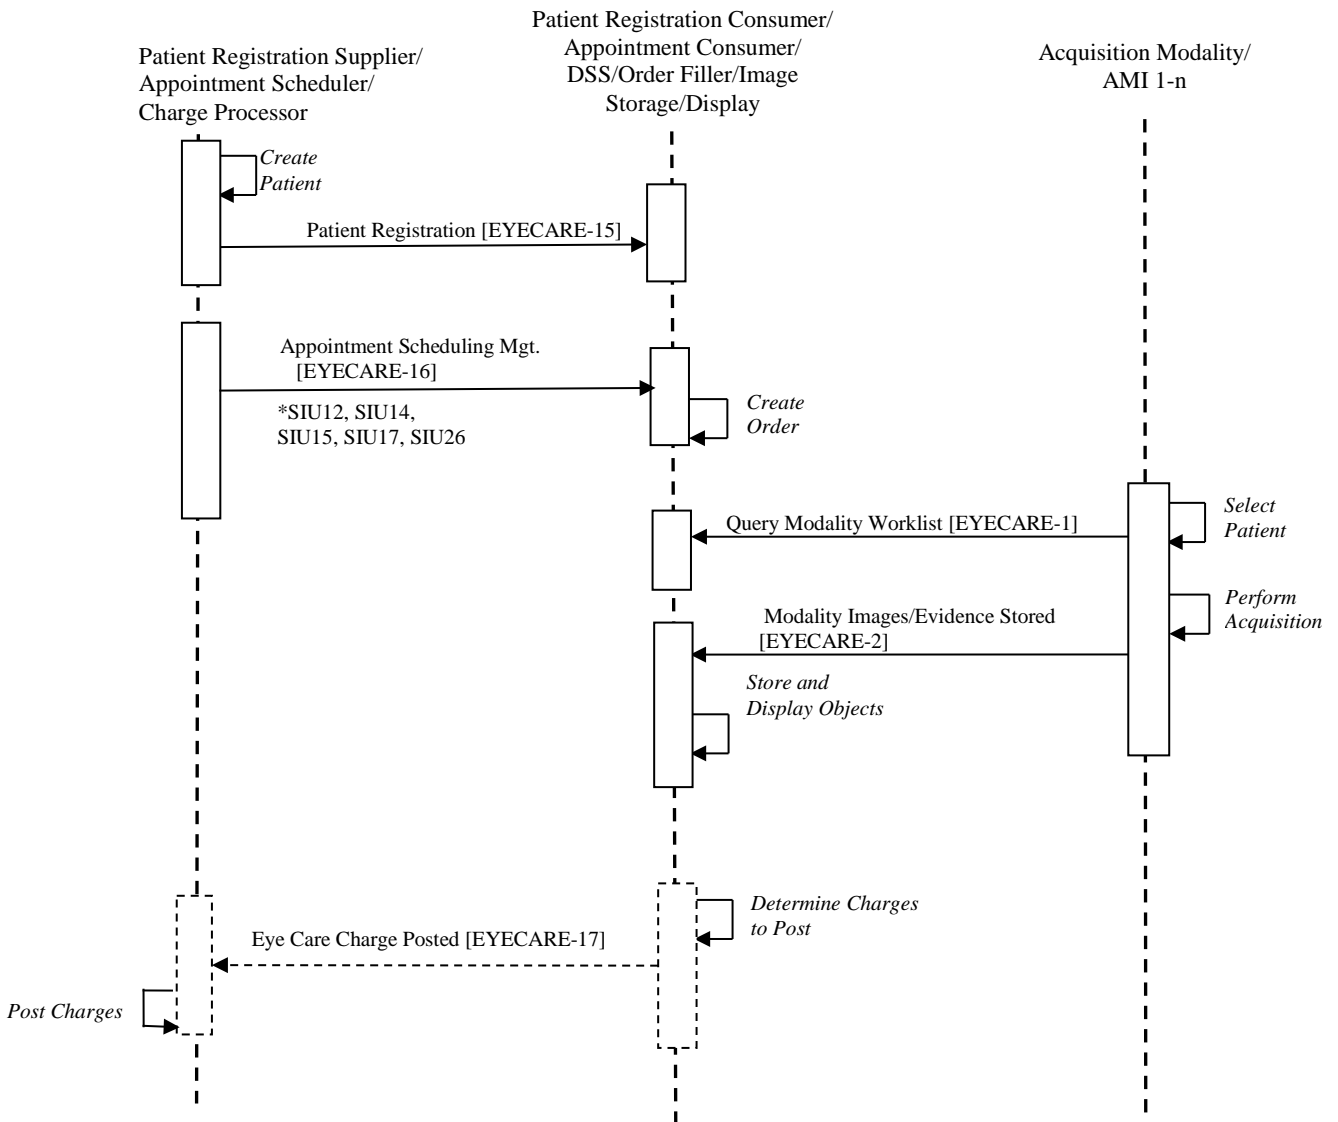 Patient Registration Supplier/
Appointment Scheduler/
Charge Processor
Patient Registration Consumer/
Appointment Consumer/
DSS/Order Filler/Image
Storage/Display
Acquisition Modality/
AMI 1-n
Create
Patient
Patient Registration [EYECARE-15]
Appointment Scheduling Mgt.
[EYECARE-16]
*SIU12, SIU14,
SIU15, SIU17, SIU26
Create
Order
Select
Patient
Query Modality Worklist [EYECARE-1]
Perform
Acquisition
Modality Images/Evidence Stored
[EYECARE-2]
Store and
Display Objects
Determine Charges
to Post
Eye Care Charge Posted [EYECARE-17]
Post Charges